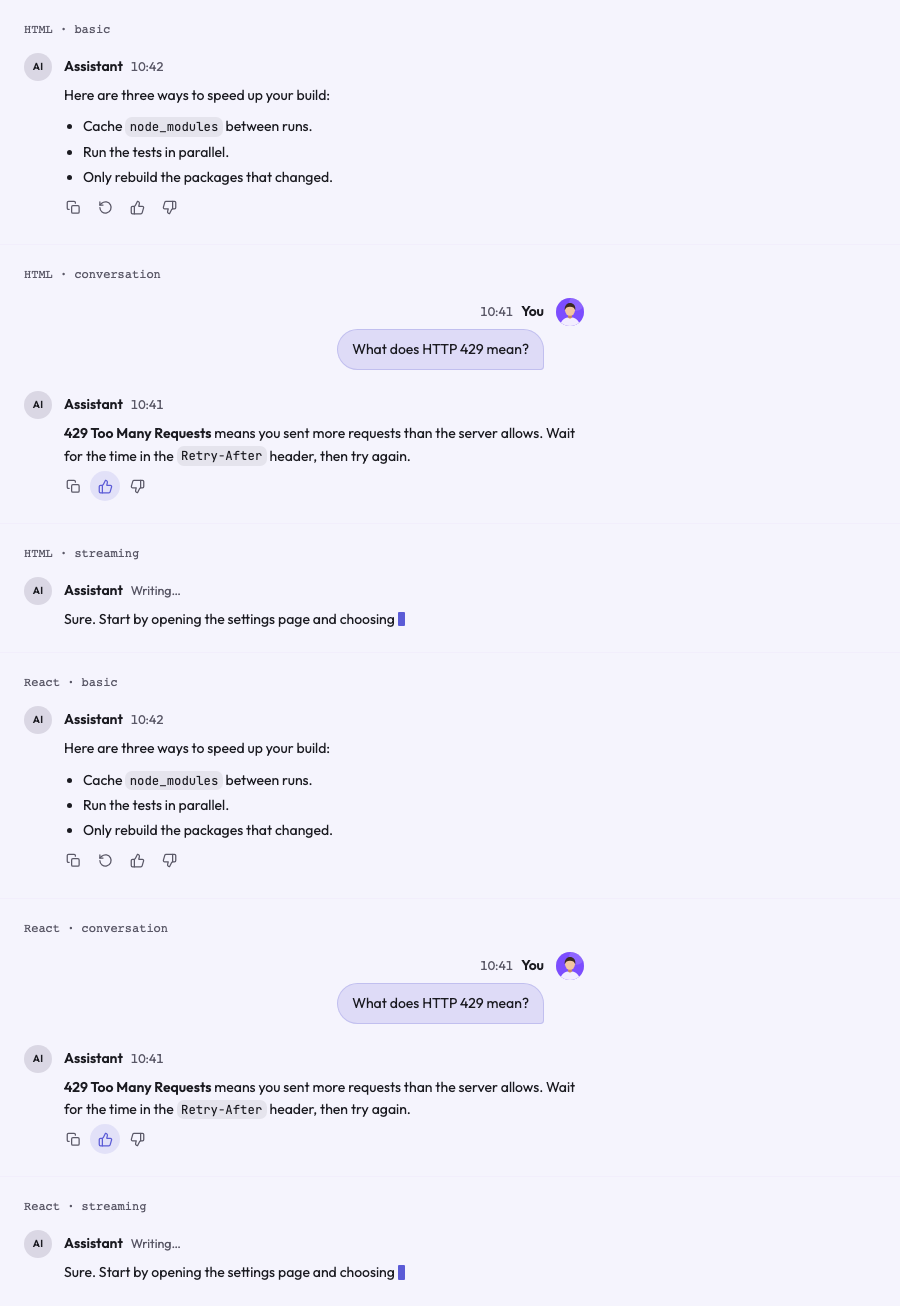 HTML · basic
AI Assistant 10:42
Here are three ways to speed up your build:
• Cache node_modules between runs.
• Run the tests in parallel.
• Only rebuild the packages that changed.
HTML · conversation
10:41 You
What does HTTP 429 mean?
AI Assistant 10:41
429 Too Many Requests means you sent more requests than the server allows. Wait
for the time in the Retry-After header, then try again.
HTML · streaming
AI Assistant Writing…
Sure. Start by opening the settings page and choosing
React · basic
AI Assistant 10:42
Here are three ways to speed up your build:
• Cache node_modules between runs.
• Run the tests in parallel.
• Only rebuild the packages that changed.
React · conversation
10:41 You
What does HTTP 429 mean?
AI Assistant 10:41
429 Too Many Requests means you sent more requests than the server allows. Wait
for the time in the Retry-After header, then try again.
React · streaming
AI Assistant Writing…
Sure. Start by opening the settings page and choosing